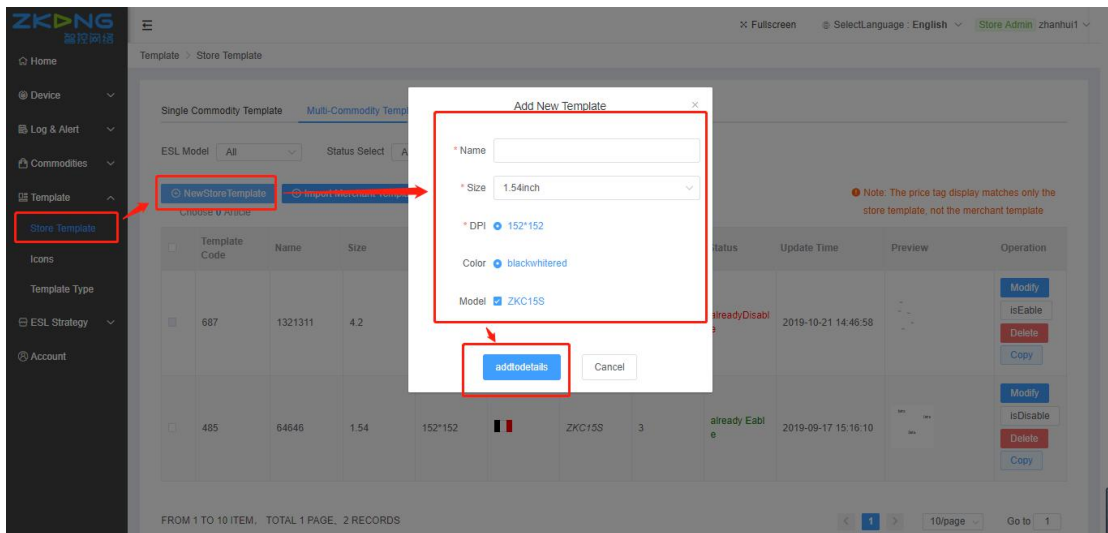 ZKDNG
智控网络
Fullscreen
SelectLanguage : English
Store Admin zhanhui1
Home
Device
Log & Alert
Commodities
Template
Store Template
Icons
Template Type
ESL Strategy
Account
Template > Store Template
Single Commodity Template
Multi-Commodity Templ
ESL Model All
Status Select A
NewStoreTemplate
Import Merchant Templa
Choose 0 Article
Note: The price tag display matches only the
store template, not the merchant template
Add New Template
* Name
* Size 1.54inch
* DPI 152*152
Color blackwhitered
Model ZKC15S
addtodetails
Cancel
Template Code
Name
Size
Status
Update Time
Preview
Operation
687
1321311
4.2
alreadyDisabl
e
2019-10-21 14:46:58
Modify
isEable
Delete
Copy
485
64646
1.54
152*152
ZKC15S
3
already Eabl
e
2019-09-17 15:16:10
Modify
isDisable
Delete
Copy
FROM 1 TO 10 ITEM, TOTAL 1 PAGE, 2 RECORDS
1
10/page
Go to 1